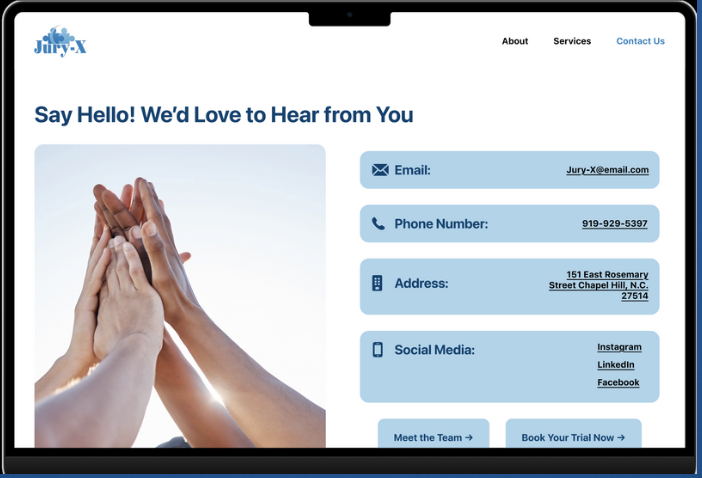 Jury-X
About
Services
Contact Us
Say Hello! We'd Love to Hear from You
Email:
Jury-X@email.com
Phone Number:
919-929-5397
Address:
151 East Rosemary
Street Chapel Hill, N.C.
27514
Social Media:
Instagram
LinkedIn
Facebook
Meet the Team →
Book Your Trial Now →